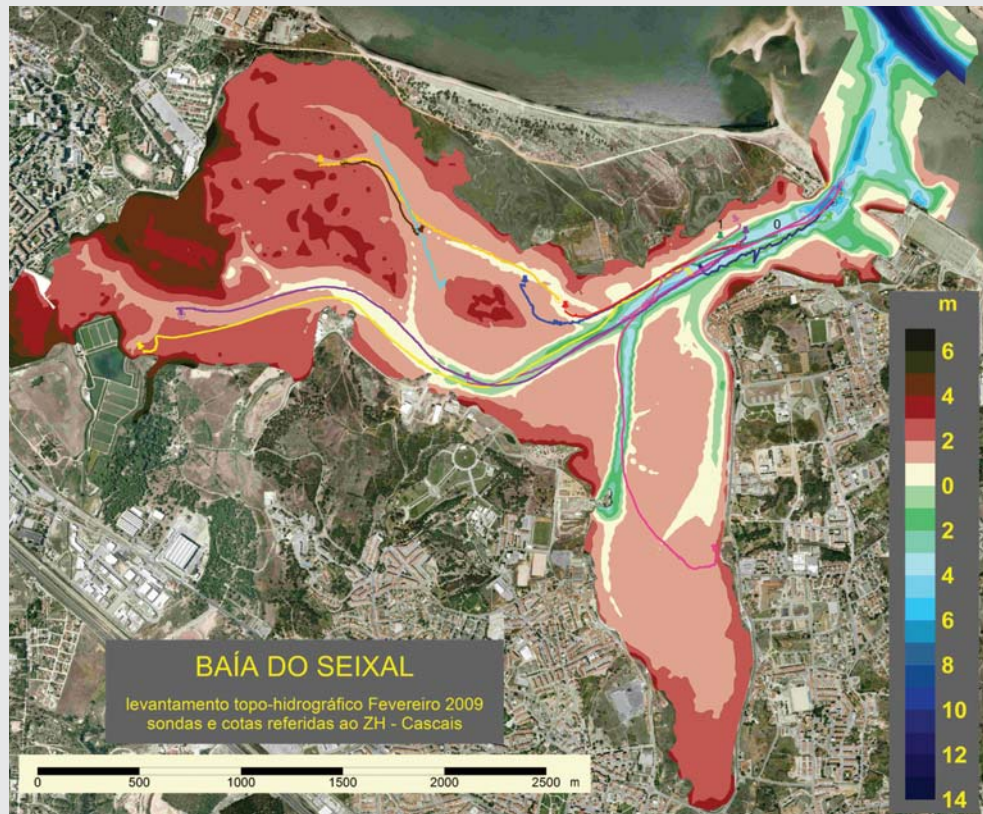 1
0
m
6
4
2
0
2
4
6
8
10
12
14
BAÍA DO SEIXAL
levantamento topo-hidrográfico Fevereiro 2009
sondas e cotas referidas ao ZH - Cascais
0 500 1000 1500 2000 2500 m